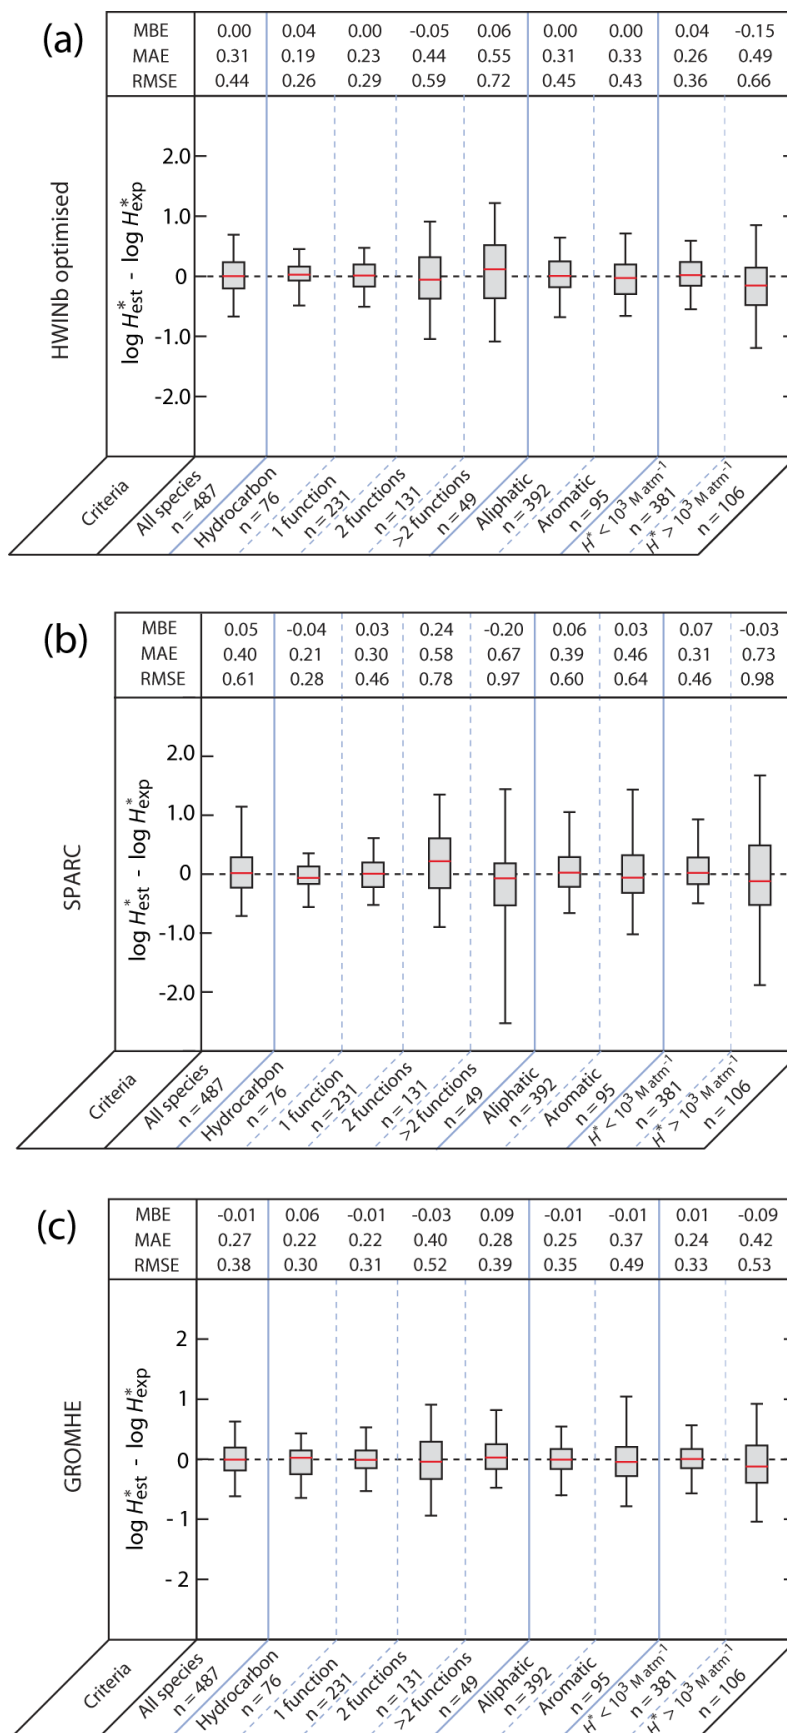 (a)
MBE 0.00 0.04 0.00 -0.05 0.06 0.00 0.00 0.04 -0.15
MAE 0.31 0.19 0.23 0.44 0.55 0.31 0.33 0.26 0.49
RMSE 0.44 0.26 0.29 0.59 0.72 0.45 0.43 0.36 0.66
HWINb optimised
log H*est - log H*exp
2.0
1.0
0
-1.0
-2.0
Criteria
All species
n = 487
Hydrocarbon
n = 76
1 function
n = 231
2 functions
n = 131
>2 functions
n = 49
Aliphatic
n = 392
Aromatic
n = 95
H* < 10³ M atm⁻¹
n = 381
H* > 10³ M atm⁻¹
n = 106
(b)
MBE 0.05 -0.04 0.03 0.24 -0.20 0.06 0.03 0.07 -0.03
MAE 0.40 0.21 0.30 0.58 0.67 0.39 0.46 0.31 0.73
RMSE 0.61 0.28 0.46 0.78 0.97 0.60 0.64 0.46 0.98
SPARC
log H*est - log H*exp
2.0
1.0
0
-1.0
-2.0
Criteria
All species
n = 487
Hydrocarbon
n = 76
1 function
n = 231
2 functions
n = 131
>2 functions
n = 49
Aliphatic
n = 392
Aromatic
n = 95
H* < 10³ M atm⁻¹
n = 381
H* > 10³ M atm⁻¹
n = 106
(c)
MBE -0.01 0.06 -0.01 -0.03 0.09 -0.01 -0.01 0.01 -0.09
MAE 0.27 0.22 0.22 0.40 0.28 0.25 0.37 0.24 0.42
RMSE 0.38 0.30 0.31 0.52 0.39 0.35 0.49 0.33 0.53
GROMHE
log H*est - log H*exp
2
1
0
- 1
- 2
Criteria
All species
n = 487
Hydrocarbon
n = 76
1 function
n = 231
2 functions
n = 131
>2 functions
n = 49
Aliphatic
n = 392
Aromatic
n = 95
H* < 10³ M atm⁻¹
n = 381
H* > 10³ M atm⁻¹
n = 106